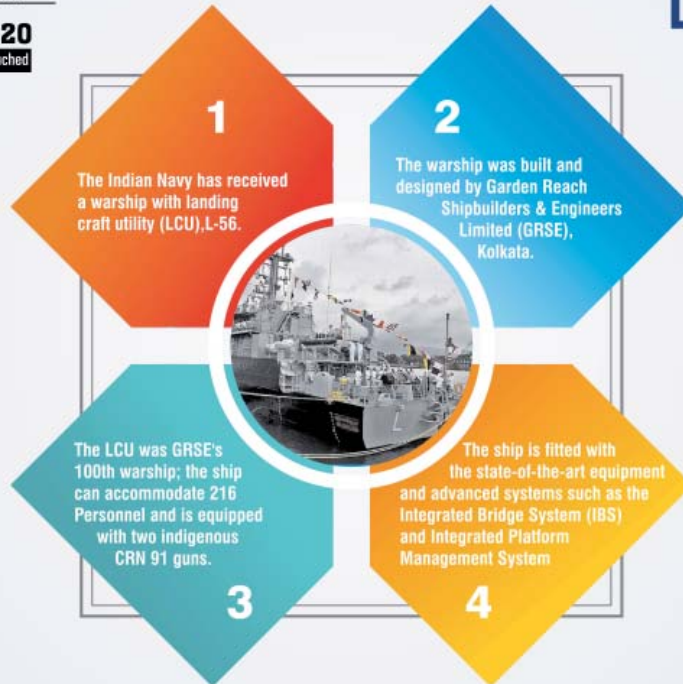 20
ched
1
The Indian Navy has received
a warship with landing
craft utility (LCU),L-56.
2
The warship was built and
designed by Garden Reach
Shipbuilders & Engineers
Limited (GRSE),
Kolkata.
The LCU was GRSE's
100th warship; the ship
can accommodate 216
Personnel and is equipped
with two indigenous
CRN 91 guns.
3
The ship is fitted with
the state-of-the-art equipment
and advanced systems such as the
Integrated Bridge System (IBS)
and Integrated Platform
Management System
4